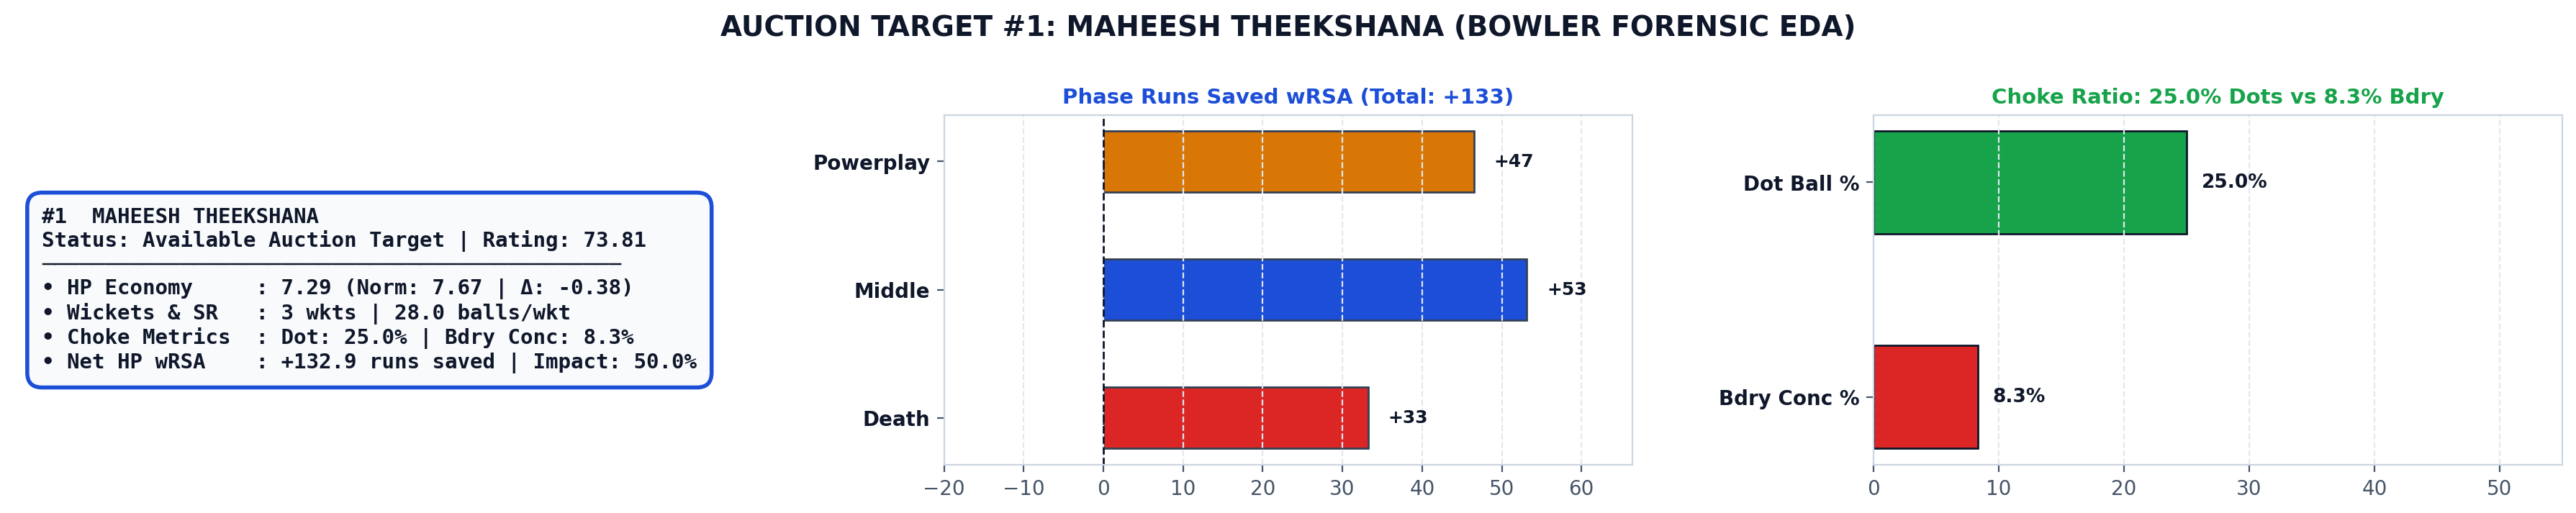 AUCTION TARGET #1: MAHEESH THEEKSHANA (BOWLER FORENSIC EDA)
#1  MAHEESH THEEKSHANA
Status: Available Auction Target | Rating: 73.81
• HP Economy     : 7.29 (Norm: 7.67 | Δ: -0.38)
• Wickets & SR   : 3 wkts | 28.0 balls/wkt
• Choke Metrics  : Dot: 25.0% | Bdry Conc: 8.3%
• Net HP wRSA    : +132.9 runs saved | Impact: 50.0%
Phase Runs Saved wRSA (Total: +133)
Powerplay +47
Middle +53
Death +33
−20 −10 0 10 20 30 40 50 60
Choke Ratio: 25.0% Dots vs 8.3% Bdry
Dot Ball % 25.0%
Bdry Conc % 8.3%
0 10 20 30 40 50